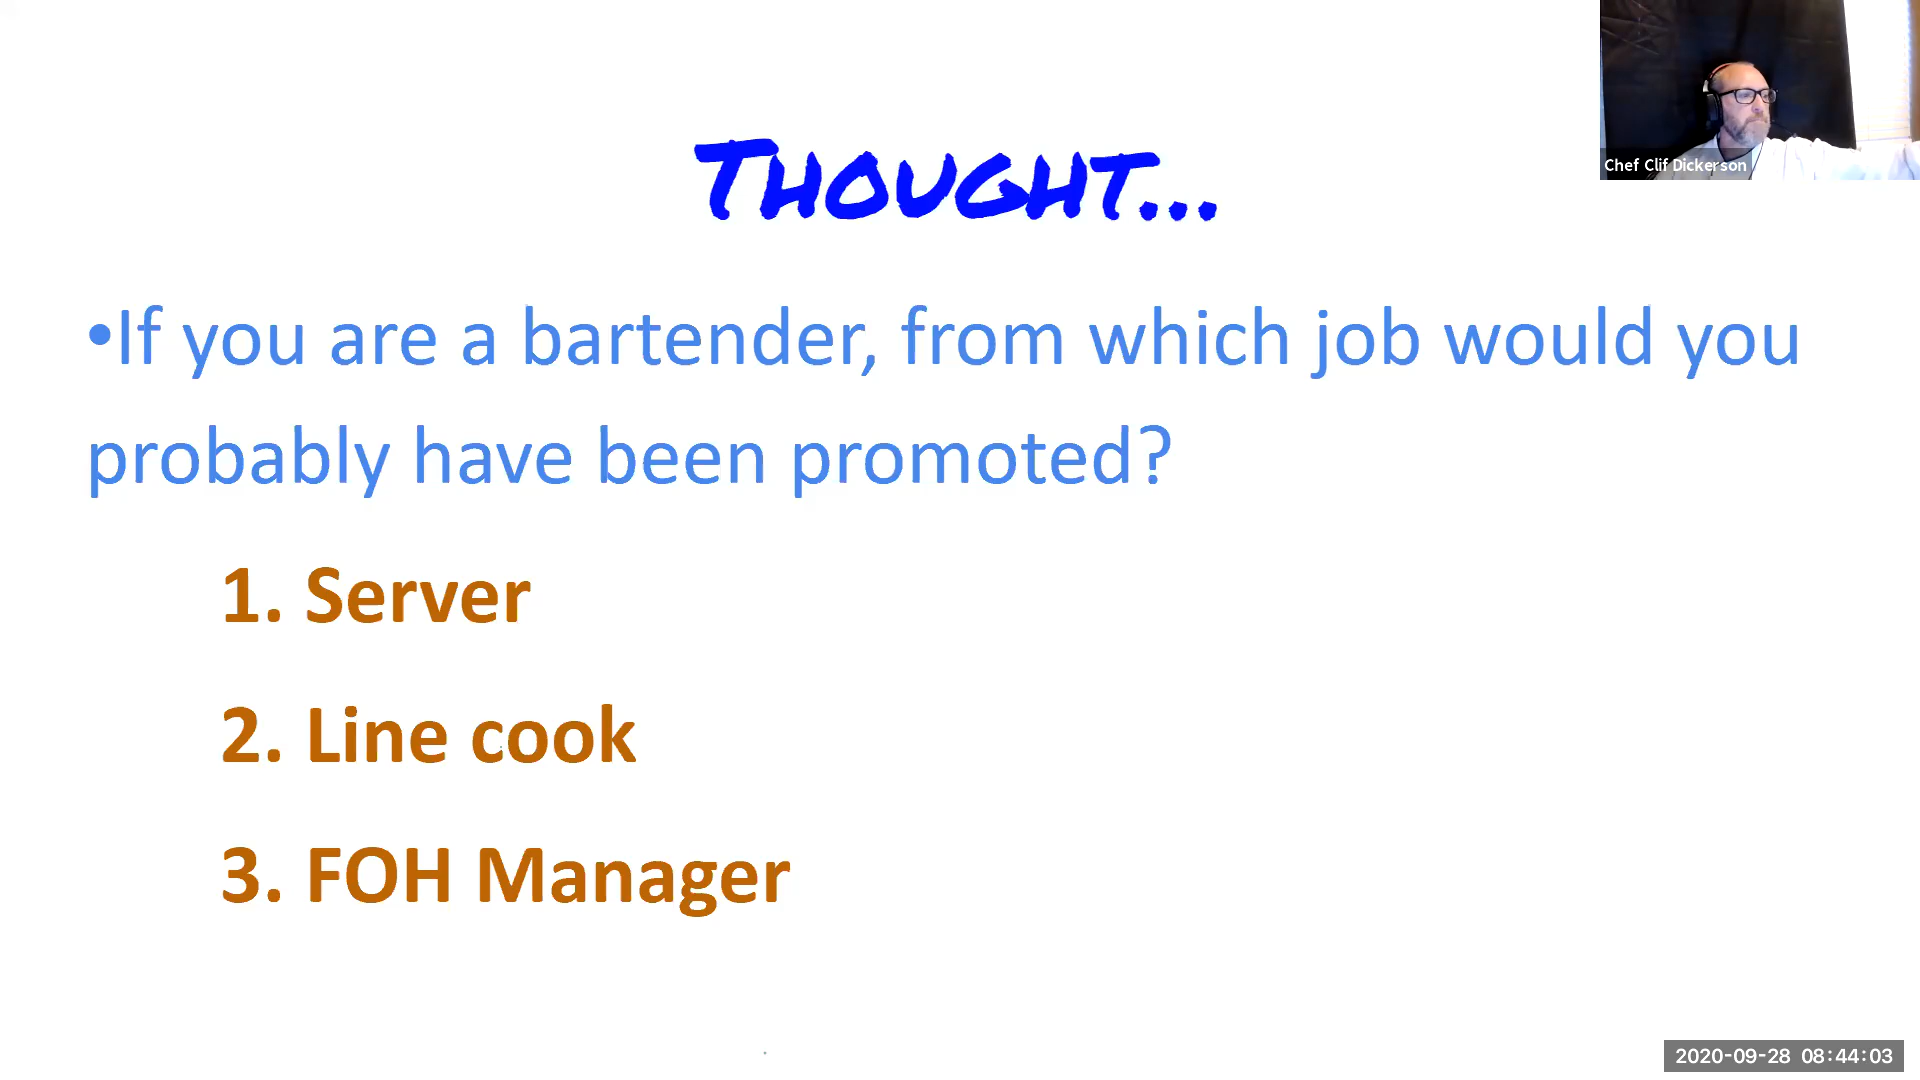 Chef Clif Dickerson
Thought...
•If you are a bartender, from which job would you
probably have been promoted?
1. Server
2. Line cook
3. FOH Manager
2020-09-28 08:44:03